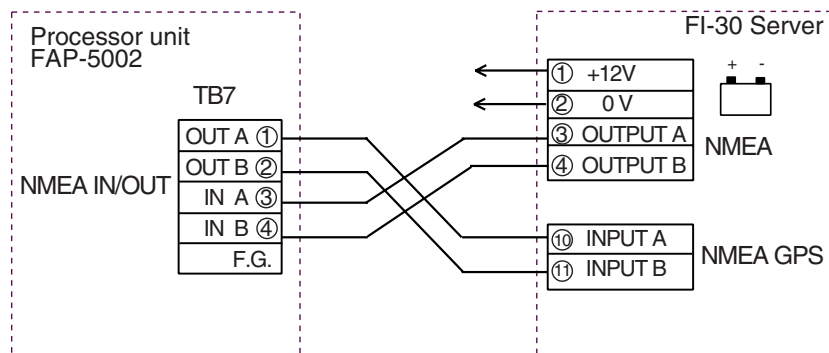 Processor unit
FAP-5002
TB7
NMEA IN/OUT
OUT A ①
OUT B ②
IN A ③
IN B ④
F.G.
FI-30 Server
① +12V
② 0 V
③ OUTPUT A
④ OUTPUT B
+ -
NMEA
⑩ INPUT A
⑪ INPUT B
NMEA GPS